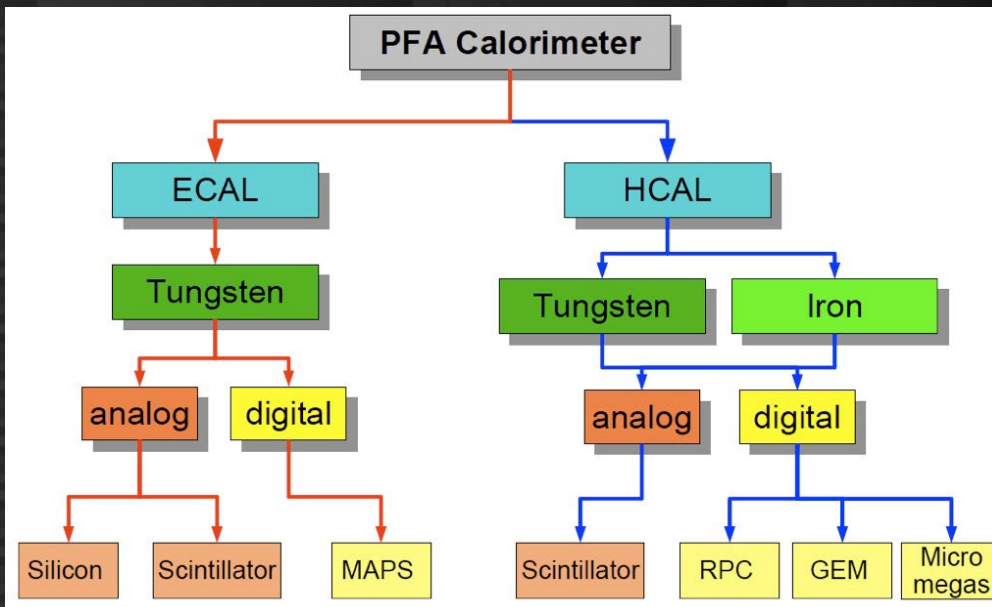 PFA Calorimeter
ECAL
HCAL
Tungsten
Tungsten
Iron
analog
digital
analog
digital
Silicon
Scintillator
MAPS
Scintillator
RPC
GEM
Micro
megas